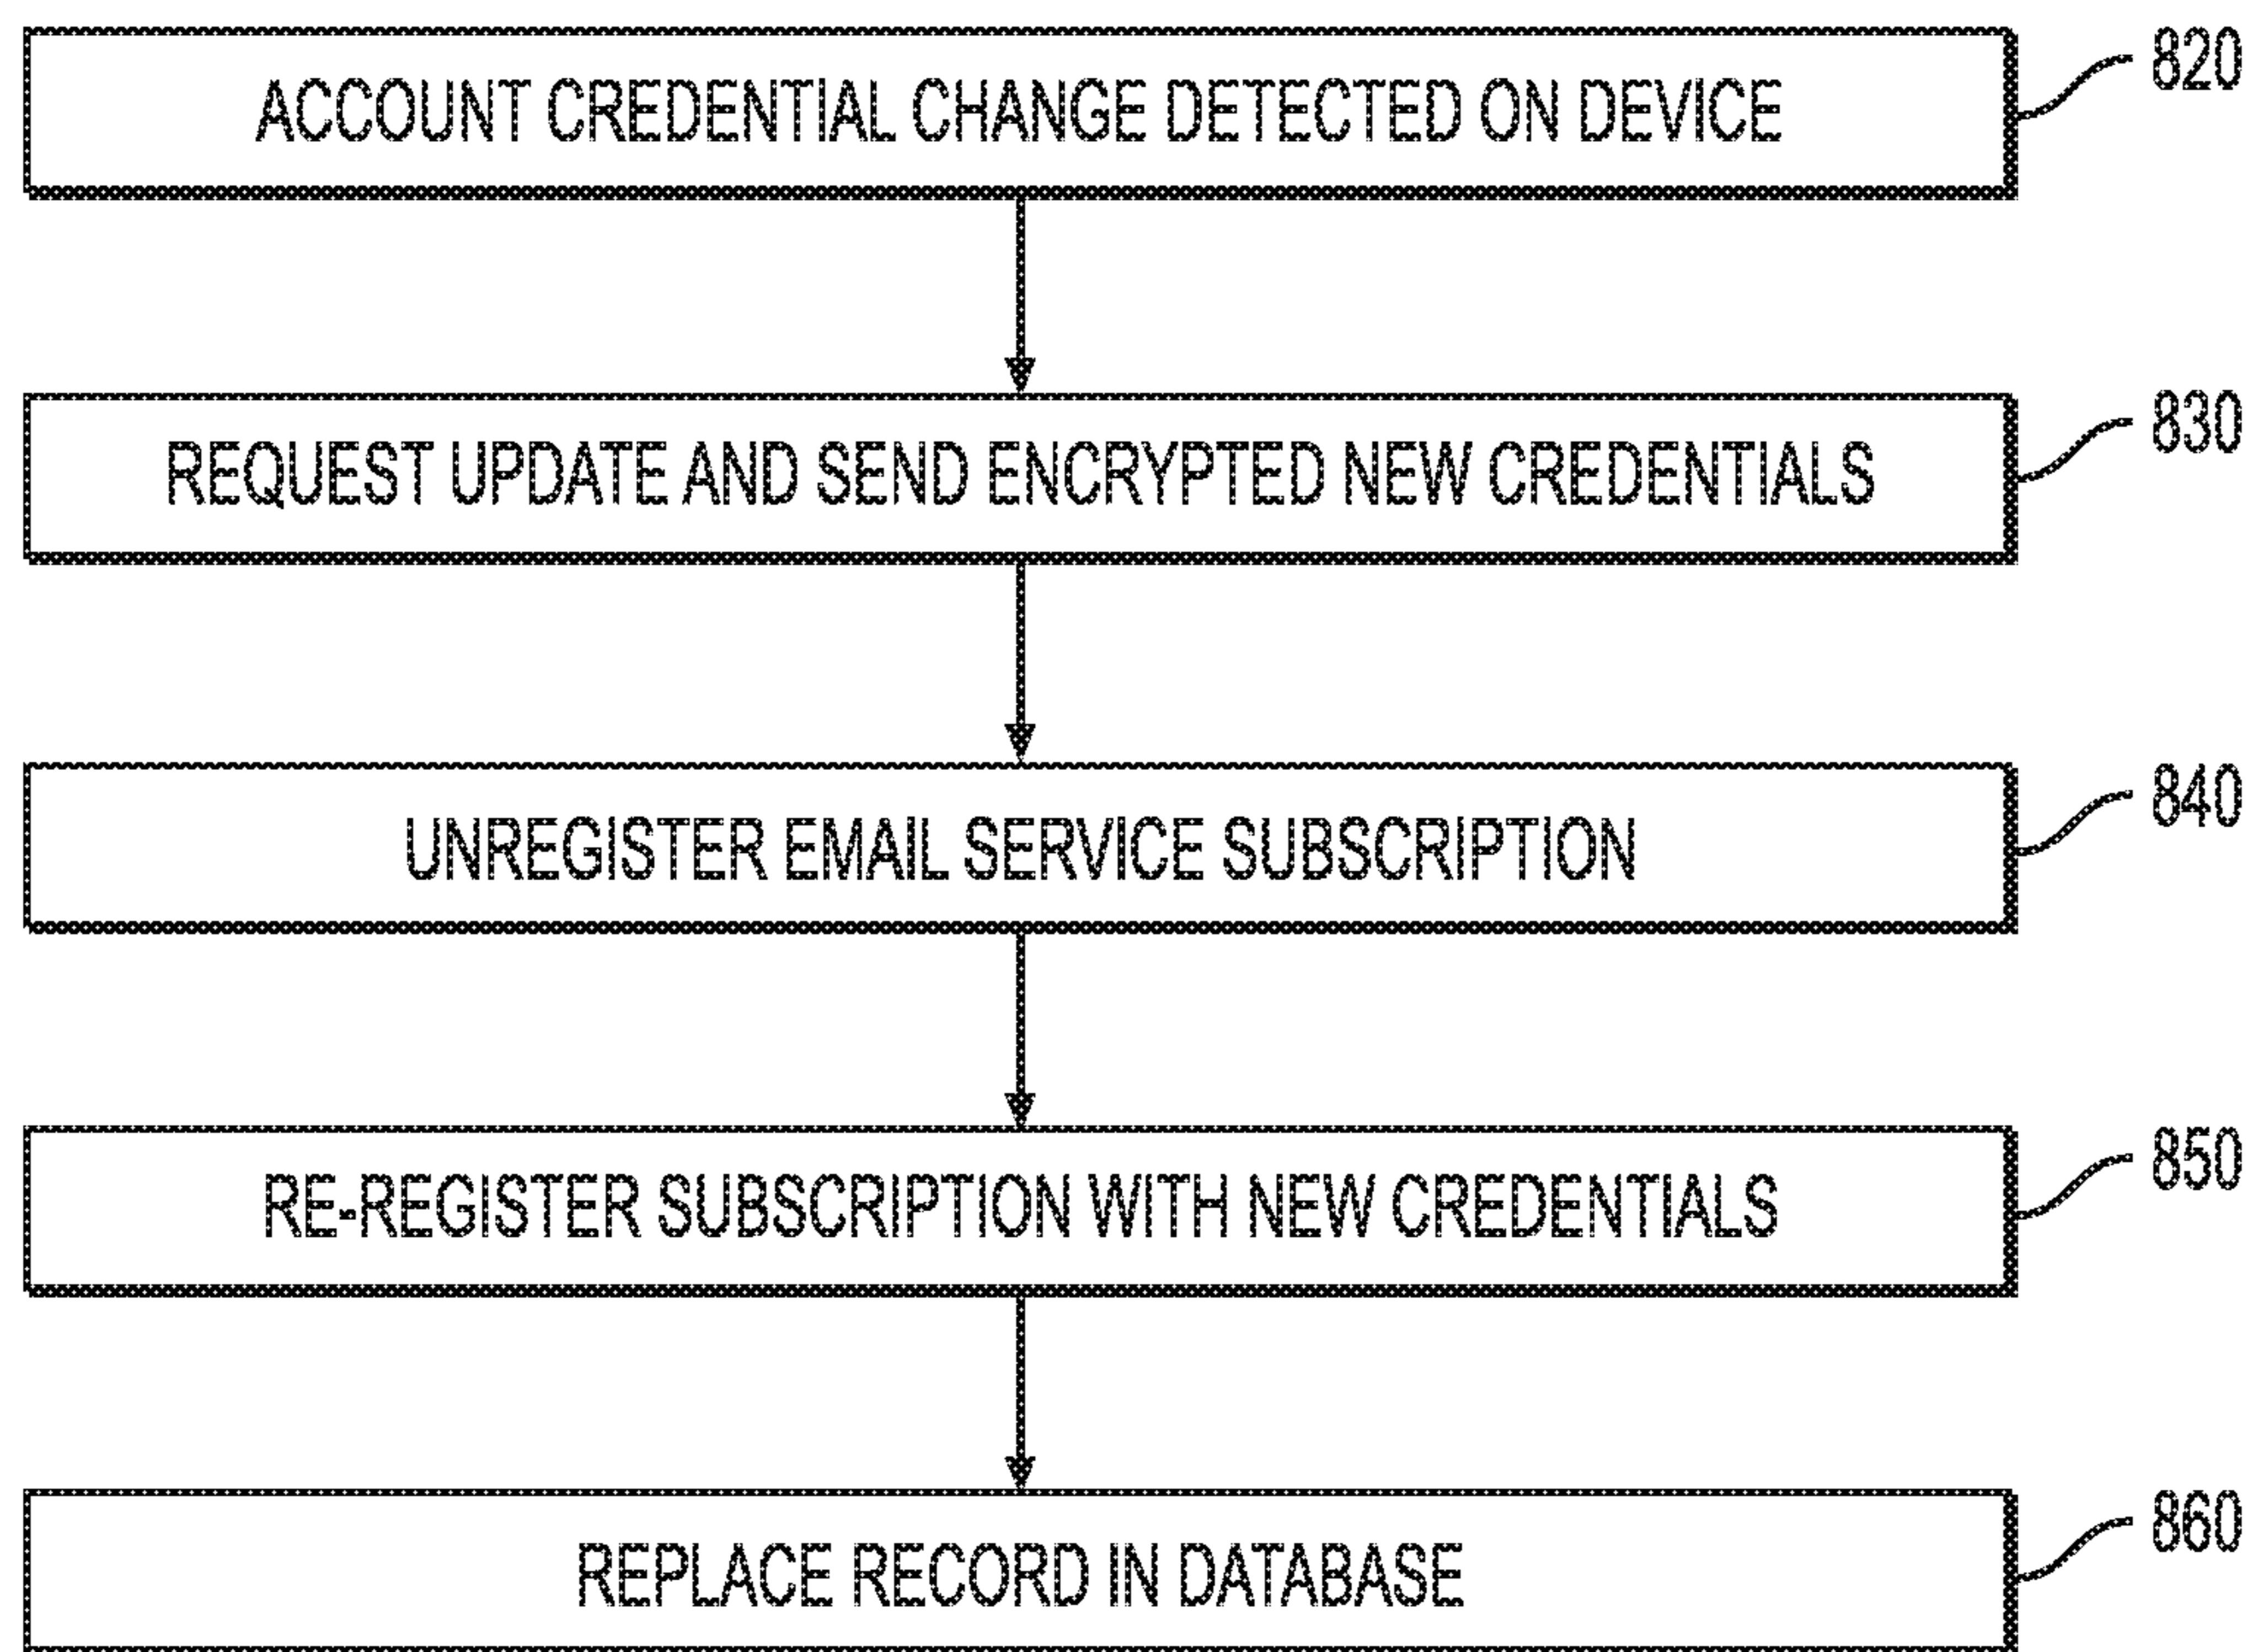 ACCOUNT CREDENTIAL CHANGE DETECTED ON DEVICE
820
REQUEST UPDATE AND SEND ENCRYPTED NEW CREDENTIALS
830
UNREGISTER EMAIL SERVICE SUBSCRIPTION
840
RE-REGISTER SUBSCRIPTION WITH NEW CREDENTIALS
850
REPLACE RECORD IN DATABASE
860